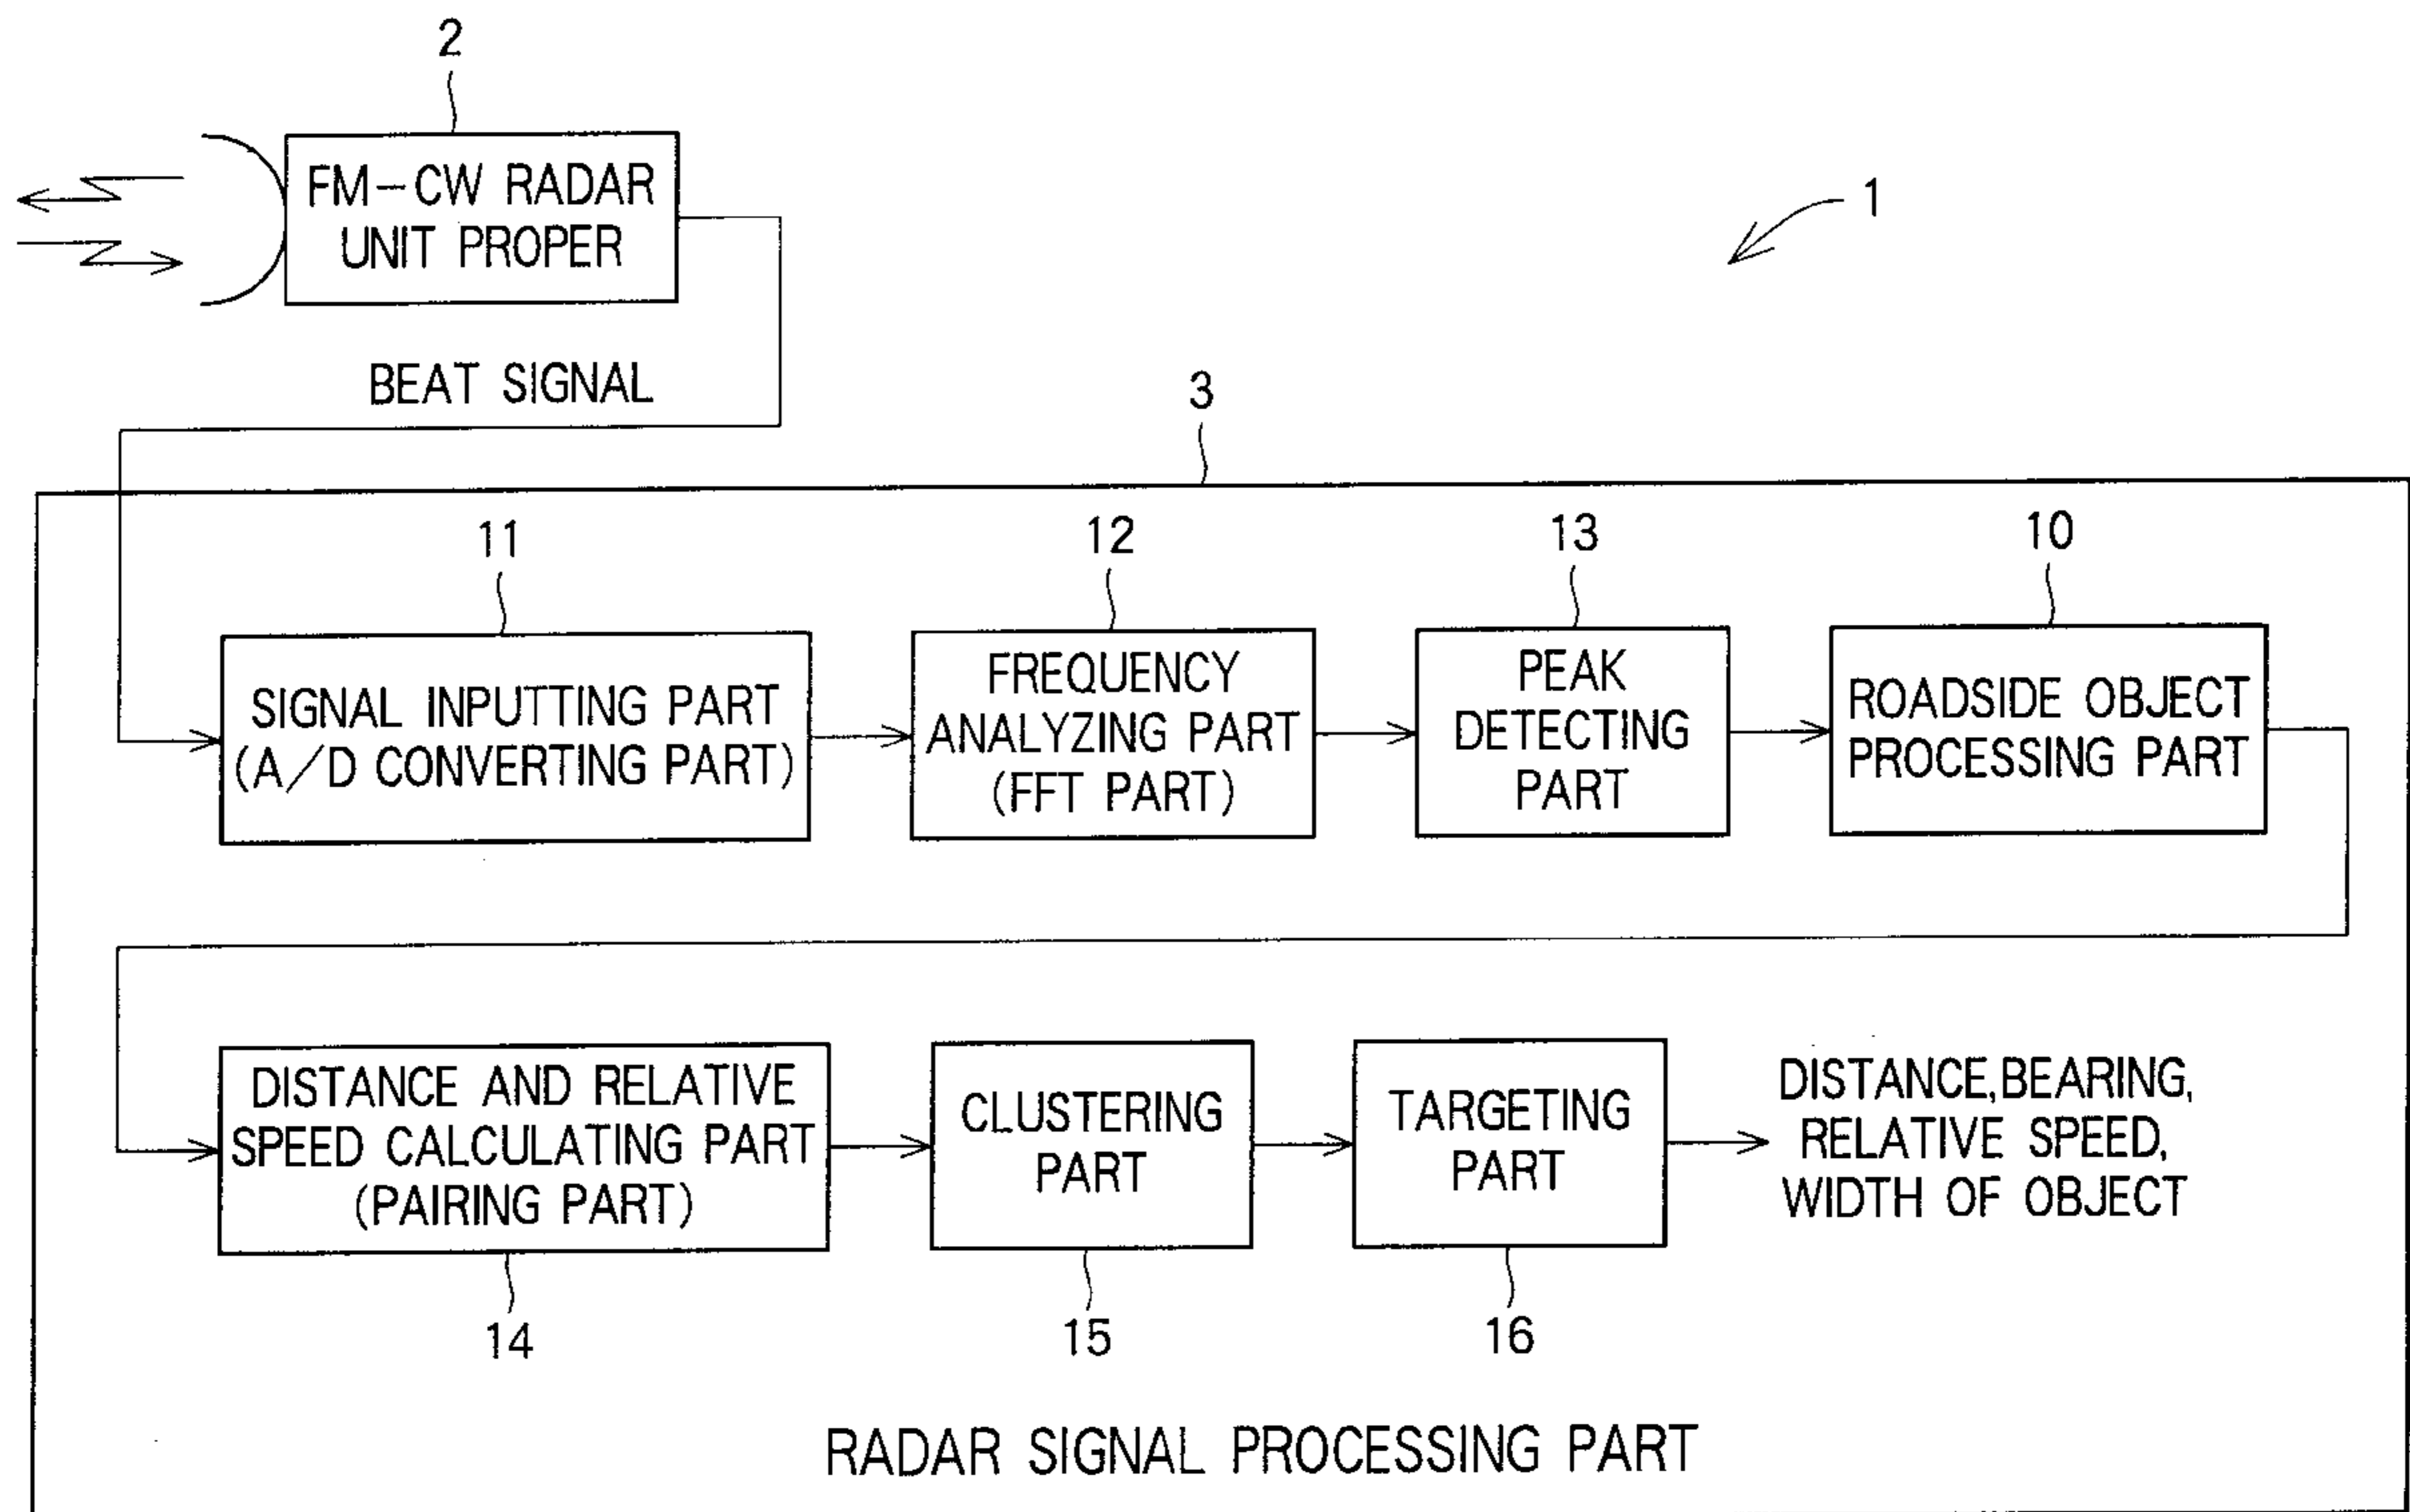 2
FM-CW RADAR
UNIT PROPER
1
BEAT SIGNAL
3
11
12
13
10
SIGNAL INPUTTING PART
(A/D CONVERTING PART)
FREQUENCY
ANALYZING PART
(FFT PART)
PEAK
DETECTING
PART
ROADSIDE OBJECT
PROCESSING PART
DISTANCE AND RELATIVE
SPEED CALCULATING PART
(PAIRING PART)
CLUSTERING
PART
TARGETING
PART
DISTANCE,BEARING,
RELATIVE SPEED,
WIDTH OF OBJECT
14
15
16
RADAR SIGNAL PROCESSING PART